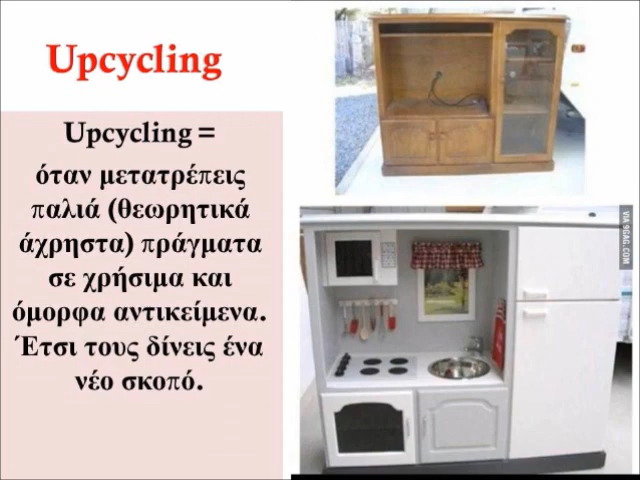 Upcycling
Upcycling =
όταν μετατρέπεις
παλιά (θεωρητικά
άχρηστα) πράγματα
σε χρήσιμα και
όμορφα αντικείμενα.
Έτσι τους δίνεις ένα
νέο σκοπό.
VIA 9GAG.COM